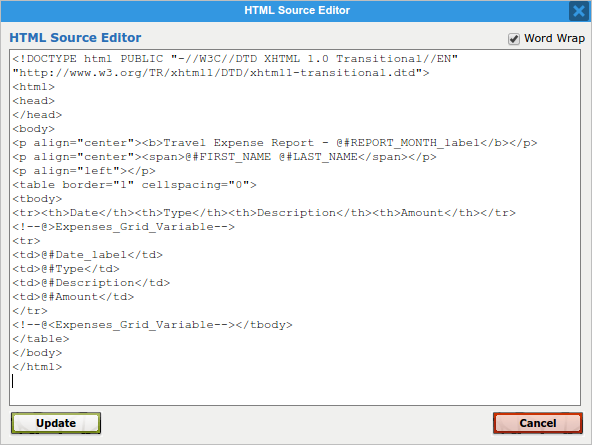 HTML Source Editor
HTML Source Editor
Word Wrap
<!DOCTYPE html PUBLIC "-//W3C//DTD XHTML 1.0 Transitional//EN"
"http://www.w3.org/TR/xhtml1/DTD/xhtml1-transitional.dtd">
<html>
<head>
</head>
<body>
<p align="center"><b>Travel Expense Report - @#REPORT_MONTH_label</b></p>
<p align="center"><span>@#FIRST_NAME @#LAST_NAME</span></p>
<p align="left"></p>
<table border="1" cellspacing="0">
<tbody>
<tr><th>Date</th><th>Type</th><th>Description</th><th>Amount</th></tr>
<!--@>Expenses_Grid_Variable-->
<tr>
<td>@#Date_label</td>
<td>@#Type</td>
<td>@#Description</td>
<td>@#Amount</td>
</tr>
<!--@<Expenses_Grid_Variable--></tbody>
</table>
</body>
</html>
Update
Cancel